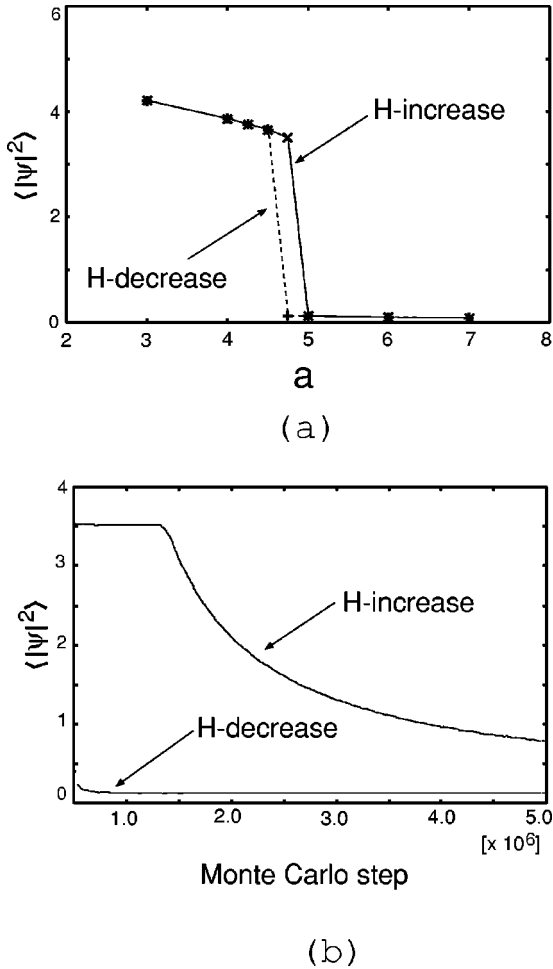 6
4
2
0
⟨|ψ|²⟩
H-increase
H-decrease
2 3 4 5 6 7 8
a
(a)
4
3
2
1
0
⟨|ψ|²⟩
H-increase
H-decrease
1.0 2.0 3.0 4.0 5.0
[x 10⁶]
Monte Carlo step
(b)